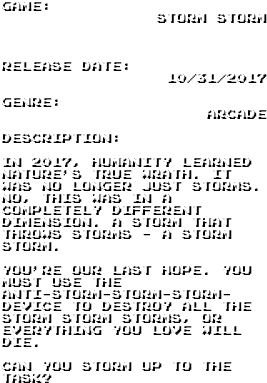 GAME:
STORM STORM
RELEASE DATE:
10/31/2017
GENRE:
ARCADE
DESCRIPTION:
IN 2017, HUMANITY LEARNED
NATURE'S TRUE WRATH. IT
WAS NO LONGER JUST STORMS.
NO, THIS WAS IN A
COMPLETELY DIFFERENT
DIMENSION. A STORM THAT
THROWS STORMS - A STORM
STORM.
YOU'RE OUR LAST HOPE. YOU
MUST USE THE
ANTI-STORM-STORM-STORM-
DEVICE TO DESTROY ALL THE
STORM STORM STORMS, OR
EVERYTHING YOU LOVE WILL
DIE.
CAN YOU STORM UP TO THE
TASK?